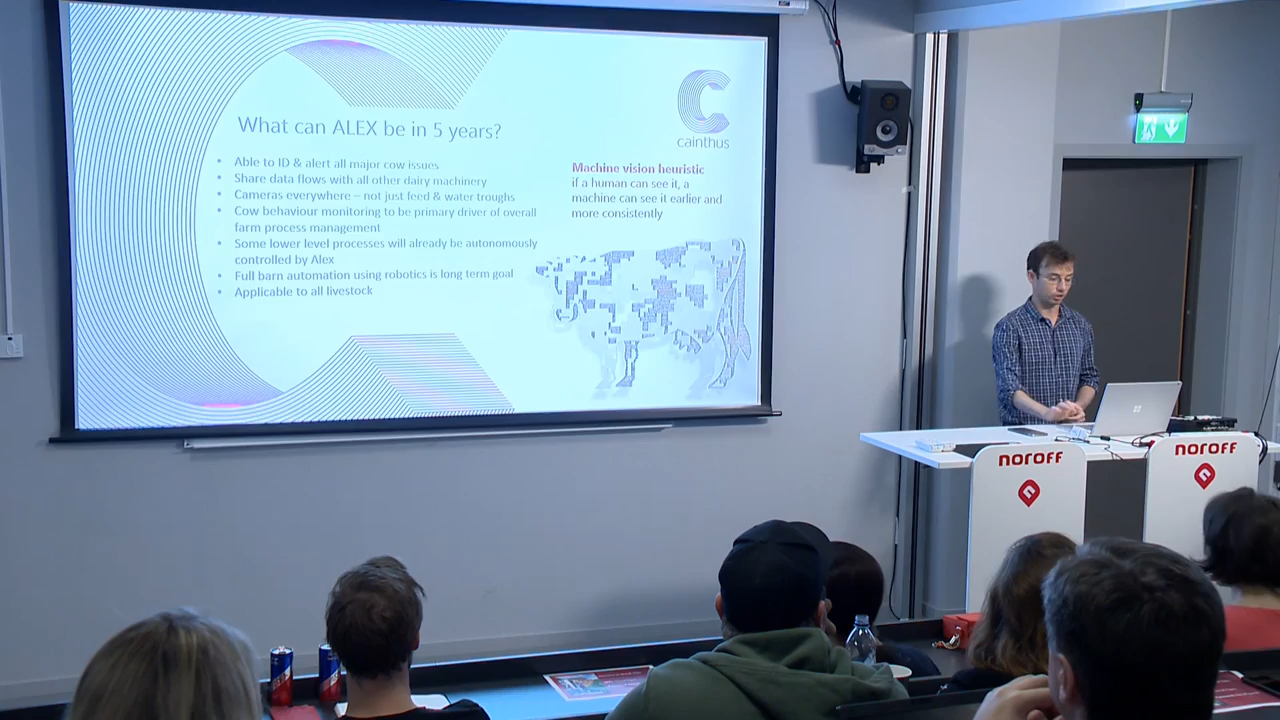 What can ALEX be in 5 years?
• Able to ID & alert all major cow issues
• Share data flows with all other dairy machinery
• Cameras everywhere – not just feed & water troughs
• Cow behaviour monitoring to be primary driver of overall
farm process management
• Some lower level processes will already be autonomously
controlled by Alex
• Full barn automation using robotics is long term goal
• Applicable to all livestock
cainthus
Machine vision heuristic
if a human can see it, a
machine can see it earlier and
more consistently
noroff
noroff